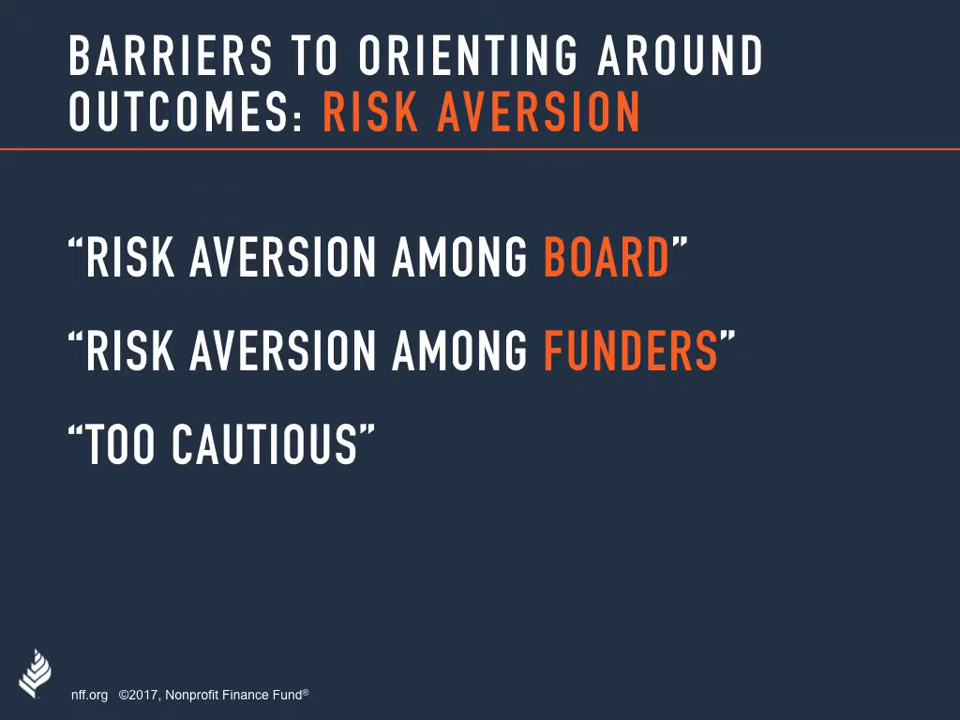 BARRIERS TO ORIENTING AROUND
OUTCOMES: RISK AVERSION
“RISK AVERSION AMONG BOARD”
“RISK AVERSION AMONG FUNDERS”
“TOO CAUTIOUS”
nff.org ©2017, Nonprofit Finance Fund®